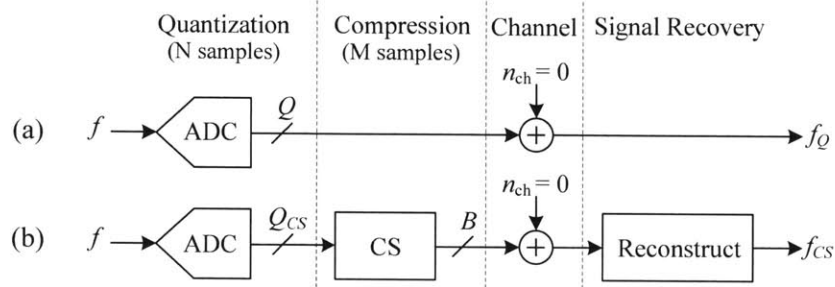 Quantization Compression Channel Signal Recovery
(N samples) (M samples)
n_ch = 0
(a) f ADC Q + f_Q
n_ch = 0
(b) f ADC Q_CS CS B + Reconstruct f_CS